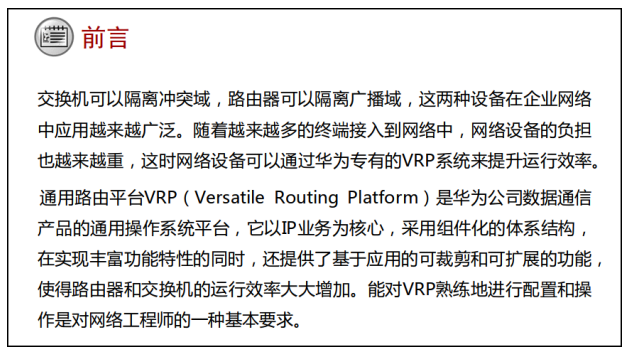 前言
交换机可以隔离冲突域，路由器可以隔离广播域，这两种设备在企业网络
中应用越来越广泛。随着越来越多的终端接入到网络中，网络设备的负担
也越来越重，这时网络设备可以通过华为专有的VRP系统来提升运行效率。
通用路由平台VRP（Versatile Routing Platform）是华为公司数据通信
产品的通用操作系统平台，它以IP业务为核心，采用组件化的体系结构，
在实现丰富功能特性的同时，还提供了基于应用的可裁剪和可扩展的功能，
使得路由器和交换机的运行效率大大增加。能对VRP熟练地进行配置和操
作是对网络工程师的一种基本要求。